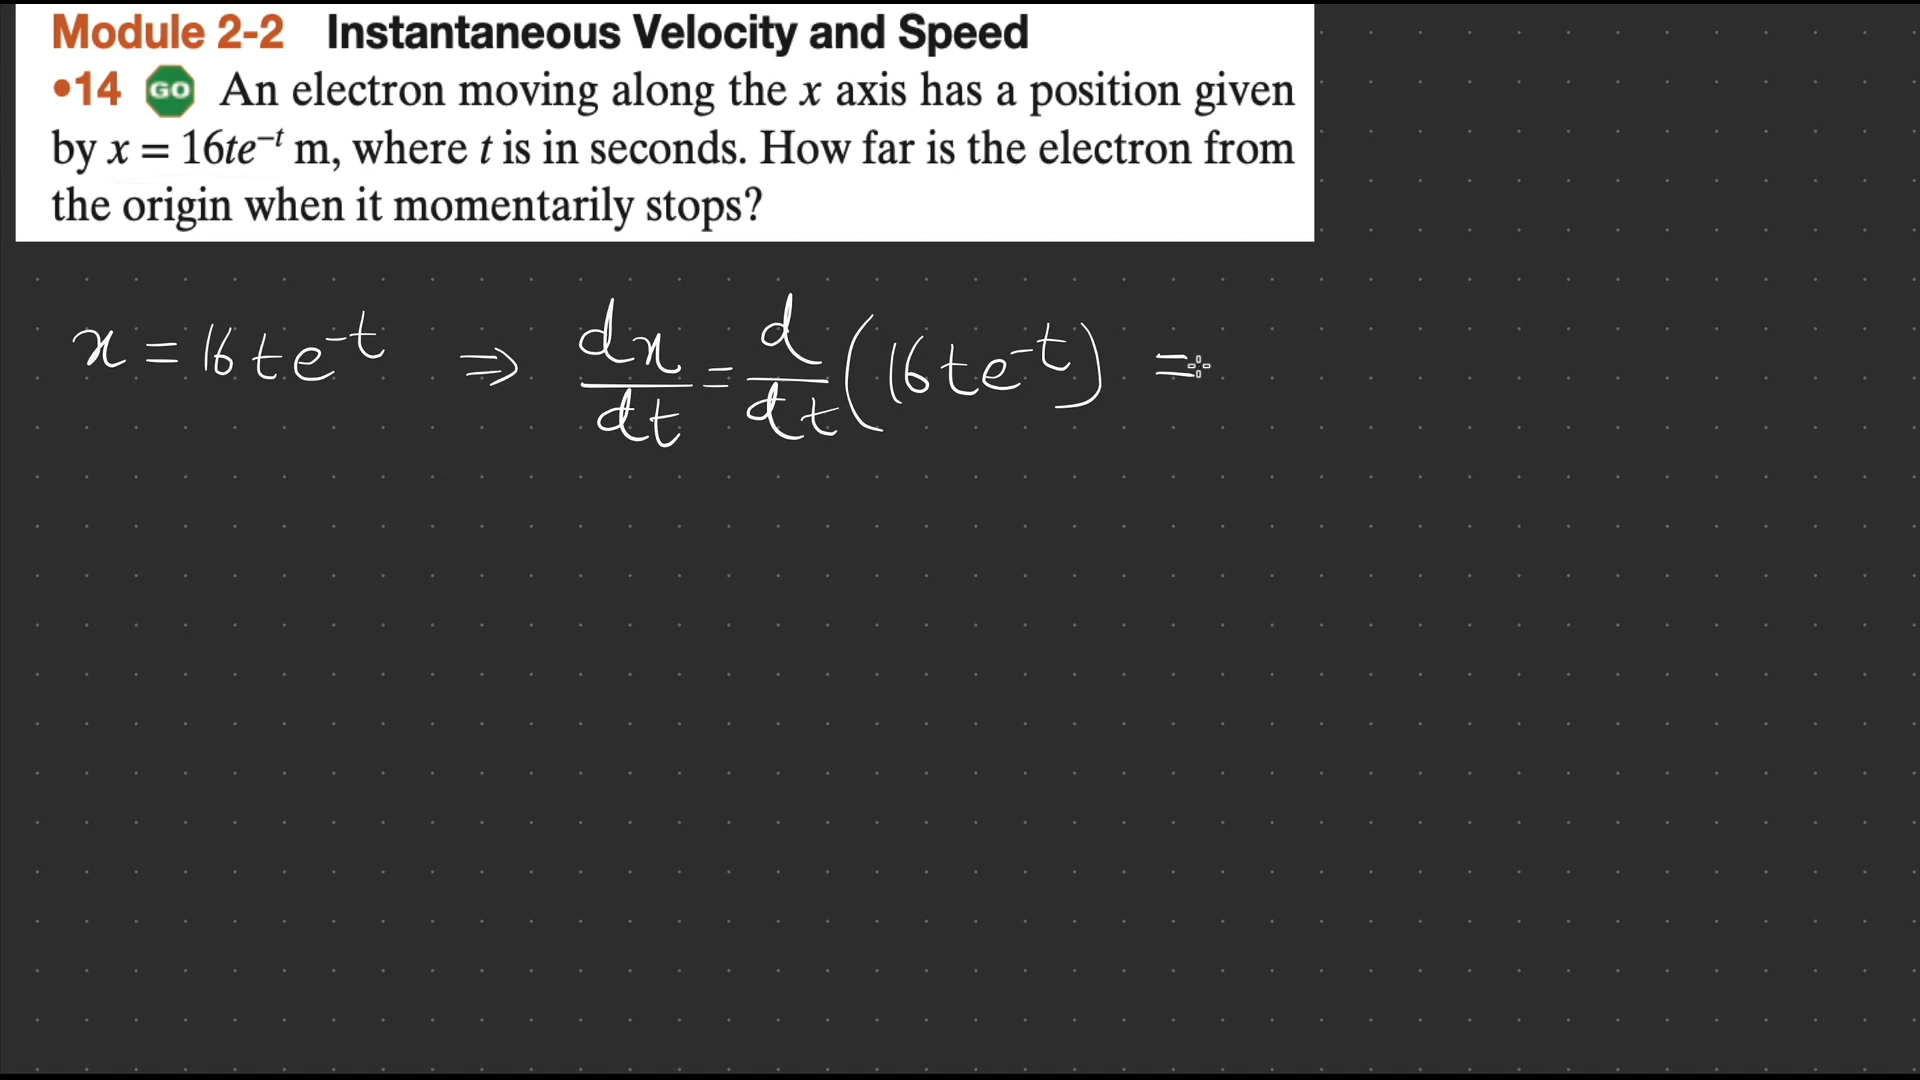 Module 2-2 Instantaneous Velocity and Speed
•14 GO An electron moving along the x axis has a position given
by x = 16te⁻ᵗ m, where t is in seconds. How far is the electron from
the origin when it momentarily stops?
x = 16te⁻ᵗ ⇒ dx/dt = d/dt (16te⁻ᵗ) =